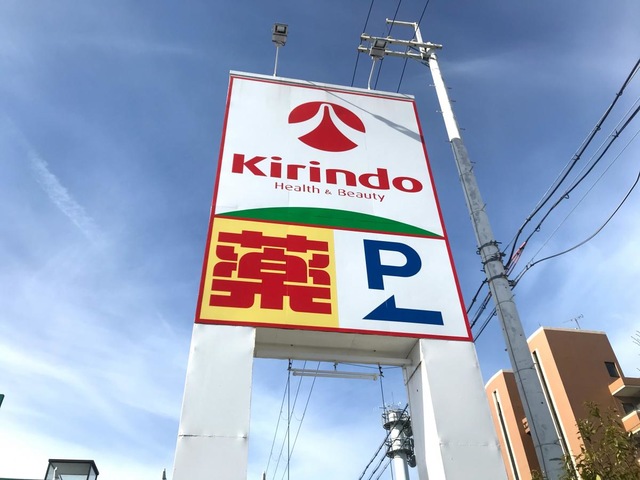 Kirindo
Health & Beauty
薬
P